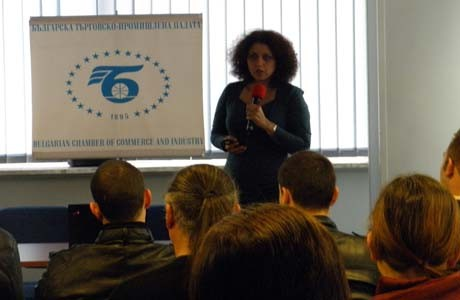 БЪЛГАРСКА ТЪРГОВСКО-ПРОМИШЛЕНА ПАЛАТА
1895
BULGARIAN CHAMBER OF COMMERCE AND INDUSTRY